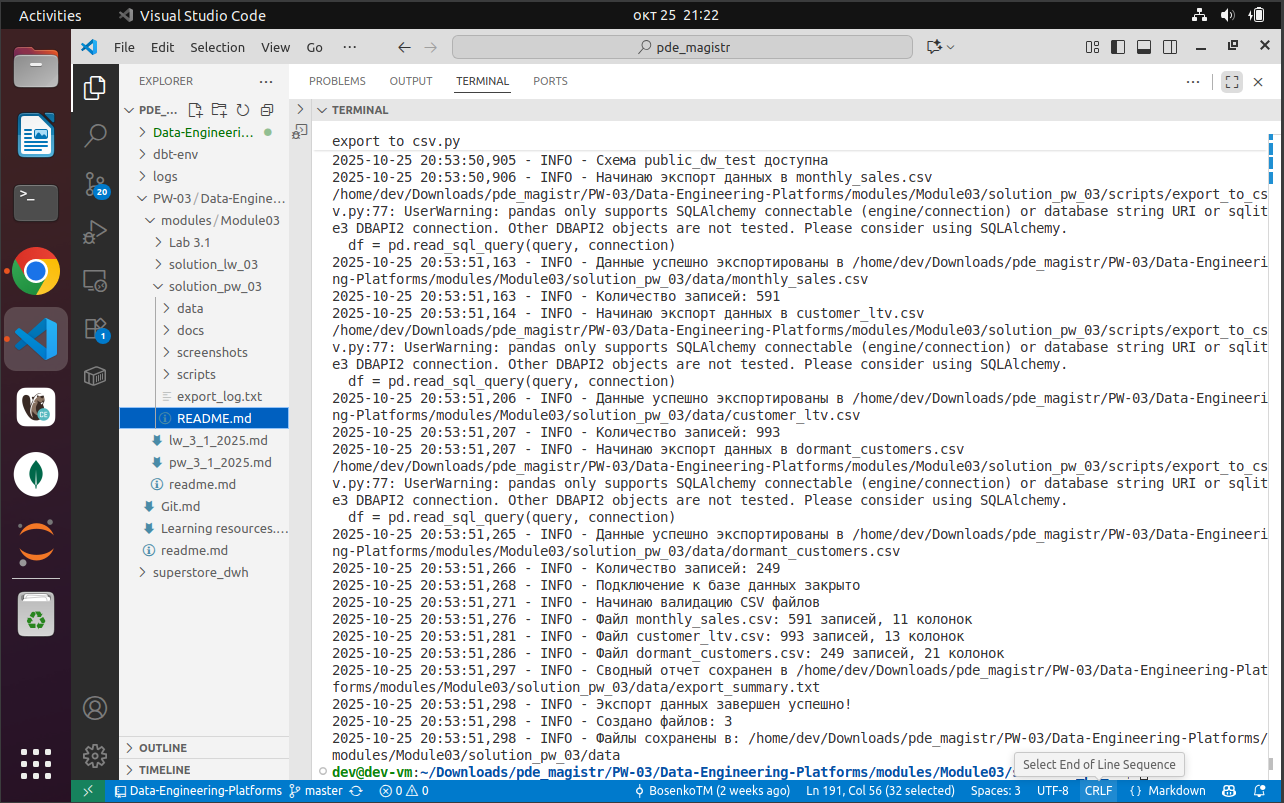 Activities
Visual Studio Code
окт 25 21:22
File Edit Selection View Go ···
pde_magistr
EXPLORER
PDE_...
Data-Engineeri...
dbt-env
logs
PW-03 / Data-Engine...
modules / Module03
Lab 3.1
solution_lw_03
solution_pw_03
data
docs
screenshots
scripts
export_log.txt
README.md
lw_3_1_2025.md
pw_3_1_2025.md
readme.md
Git.md
Learning resources....
readme.md
superstore_dwh
OUTLINE
TIMELINE
20
1
PROBLEMS OUTPUT TERMINAL PORTS
TERMINAL
export to csv.py
2025-10-25 20:53:50,905 - INFO - Схема public_dw_test доступна
2025-10-25 20:53:50,906 - INFO - Начинаю экспорт данных в monthly_sales.csv
/home/dev/Downloads/pde_magistr/PW-03/Data-Engineering-Platforms/modules/Module03/solution_pw_03/scripts/export_to_cs
v.py:77: UserWarning: pandas only supports SQLAlchemy connectable (engine/connection) or database string URI or sqlit
e3 DBAPI2 connection. Other DBAPI2 objects are not tested. Please consider using SQLAlchemy.
df = pd.read_sql_query(query, connection)
2025-10-25 20:53:51,163 - INFO - Данные успешно экспортированы в /home/dev/Downloads/pde_magistr/PW-03/Data-Engineeri
ng-Platforms/modules/Module03/solution_pw_03/data/monthly_sales.csv
2025-10-25 20:53:51,163 - INFO - Количество записей: 591
2025-10-25 20:53:51,164 - INFO - Начинаю экспорт данных в customer_ltv.csv
/home/dev/Downloads/pde_magistr/PW-03/Data-Engineering-Platforms/modules/Module03/solution_pw_03/scripts/export_to_cs
v.py:77: UserWarning: pandas only supports SQLAlchemy connectable (engine/connection) or database string URI or sqlit
e3 DBAPI2 connection. Other DBAPI2 objects are not tested. Please consider using SQLAlchemy.
df = pd.read_sql_query(query, connection)
2025-10-25 20:53:51,206 - INFO - Данные успешно экспортированы в /home/dev/Downloads/pde_magistr/PW-03/Data-Engineeri
ng-Platforms/modules/Module03/solution_pw_03/data/customer_ltv.csv
2025-10-25 20:53:51,207 - INFO - Количество записей: 993
2025-10-25 20:53:51,207 - INFO - Начинаю экспорт данных в dormant_customers.csv
/home/dev/Downloads/pde_magistr/PW-03/Data-Engineering-Platforms/modules/Module03/solution_pw_03/scripts/export_to_cs
v.py:77: UserWarning: pandas only supports SQLAlchemy connectable (engine/connection) or database string URI or sqlit
e3 DBAPI2 connection. Other DBAPI2 objects are not tested. Please consider using SQLAlchemy.
df = pd.read_sql_query(query, connection)
2025-10-25 20:53:51,265 - INFO - Данные успешно экспортированы в /home/dev/Downloads/pde_magistr/PW-03/Data-Engineeri
ng-Platforms/modules/Module03/solution_pw_03/data/dormant_customers.csv
2025-10-25 20:53:51,266 - INFO - Количество записей: 249
2025-10-25 20:53:51,268 - INFO - Подключение к базе данных закрыто
2025-10-25 20:53:51,271 - INFO - Начинаю валидацию CSV файлов
2025-10-25 20:53:51,276 - INFO - Файл monthly_sales.csv: 591 записей, 11 колонок
2025-10-25 20:53:51,281 - INFO - Файл customer_ltv.csv: 993 записей, 13 колонок
2025-10-25 20:53:51,286 - INFO - Файл dormant_customers.csv: 249 записей, 21 колонок
2025-10-25 20:53:51,297 - INFO - Сводный отчет сохранен в /home/dev/Downloads/pde_magistr/PW-03/Data-Engineering-Plat
forms/modules/Module03/solution_pw_03/data/export_summary.txt
2025-10-25 20:53:51,298 - INFO - Экспорт данных завершен успешно!
2025-10-25 20:53:51,298 - INFO - Создано файлов: 3
2025-10-25 20:53:51,298 - INFO - Файлы сохранены в: /home/dev/Downloads/pde_magistr/PW-03/Data-Engineering-Platforms/
modules/Module03/solution_pw_03/data
dev@dev-vm:~/Downloads/pde_magistr/PW-03/Data-Engineering-Platforms/modules/Module03/
Select End of Line Sequence
Data-Engineering-Platforms master 0 0 BosenkoTM (2 weeks ago) Ln 191, Col 56 (32 selected) Spaces: 3 UTF-8 CRLF {} Markdown